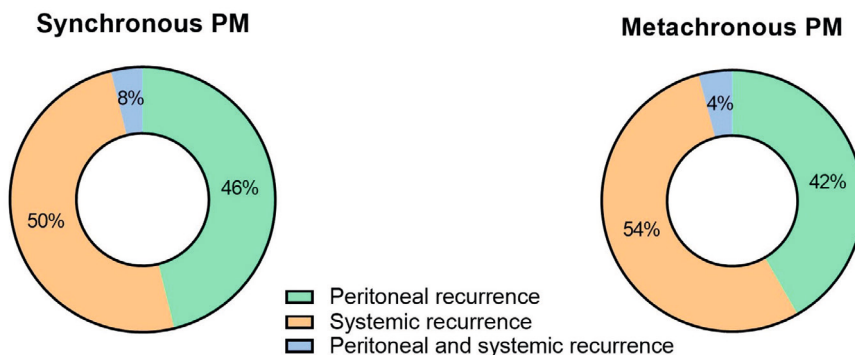 Synchronous PM
8%
46%
50%
Metachronous PM
4%
42%
54%
Peritoneal recurrence
Systemic recurrence
Peritoneal and systemic recurrence